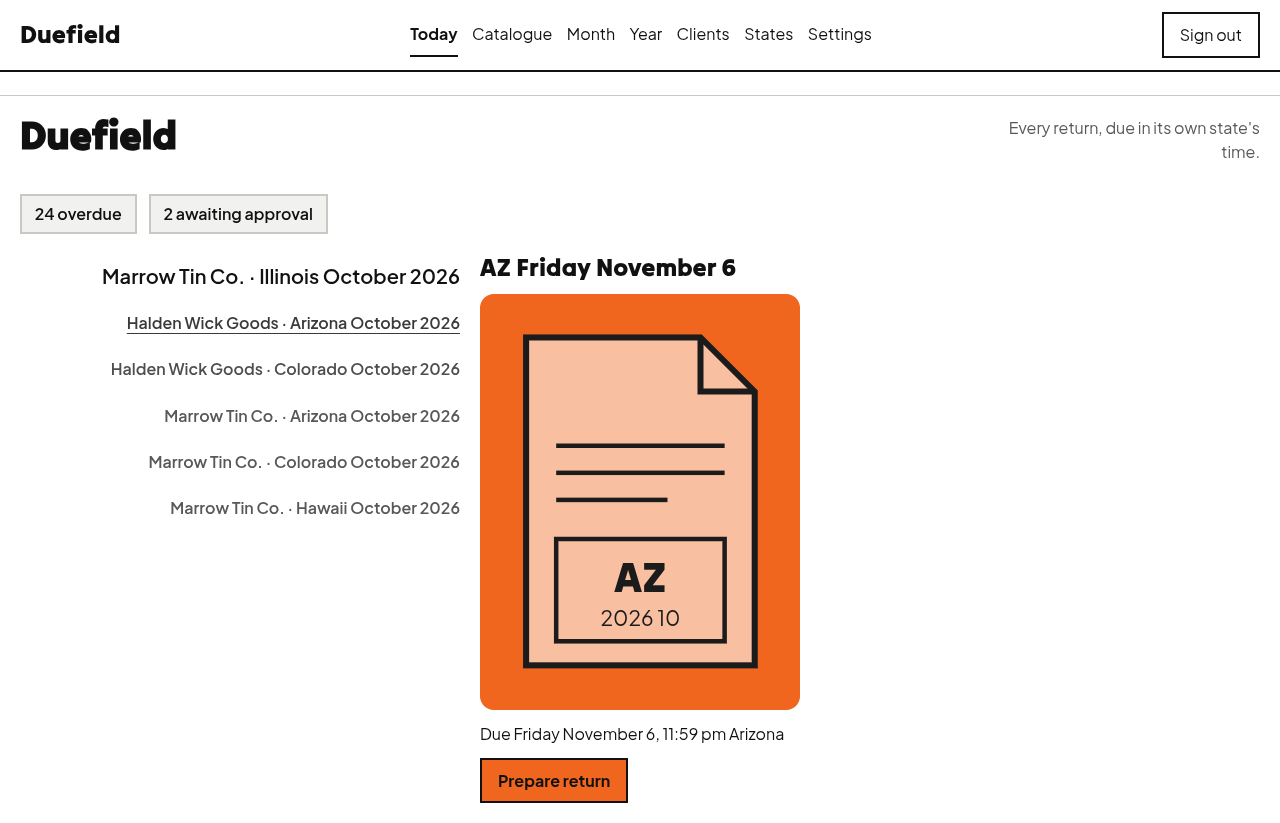 Duefield
Today Catalogue Month Year Clients States Settings
Sign out
Duefield
Every return, due in its own state's
time.
24 overdue
2 awaiting approval
Marrow Tin Co. · Illinois October 2026
Halden Wick Goods · Arizona October 2026
Halden Wick Goods · Colorado October 2026
Marrow Tin Co. · Arizona October 2026
Marrow Tin Co. · Colorado October 2026
Marrow Tin Co. · Hawaii October 2026
AZ Friday November 6
AZ
2026 10
Due Friday November 6, 11:59 pm Arizona
Prepare return